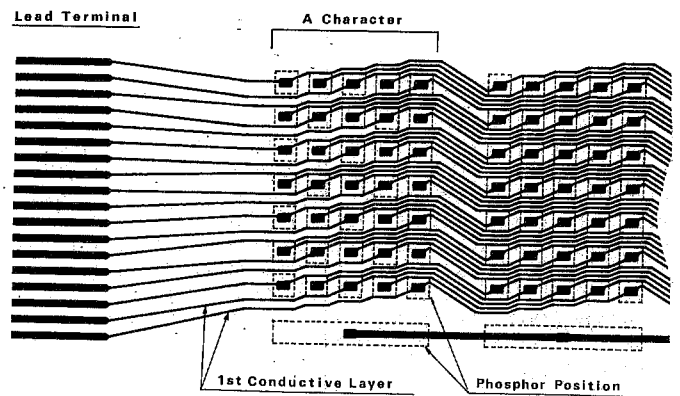 Lead Terminal
A Character
1st Conductive Layer
Phosphor Position